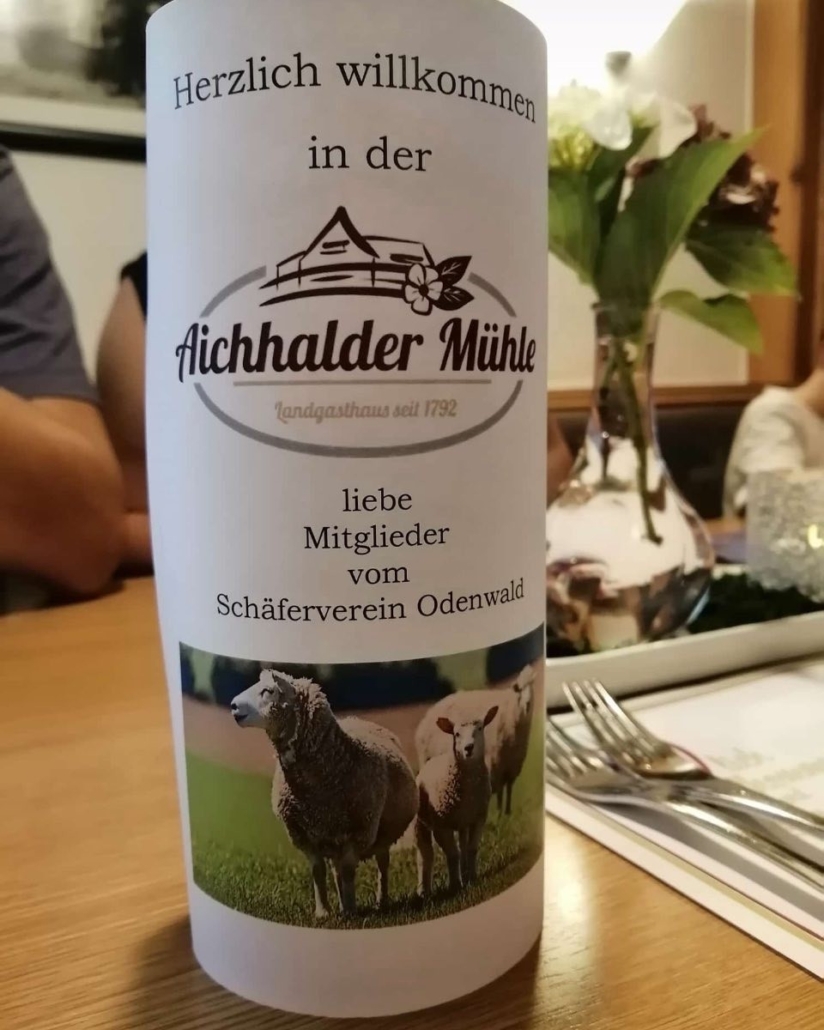 Herzlich willkommen
in der
Aichhalder Mühle
Landgasthaus seit 1792
liebe
Mitglieder
vom
Schäferverein Odenwald